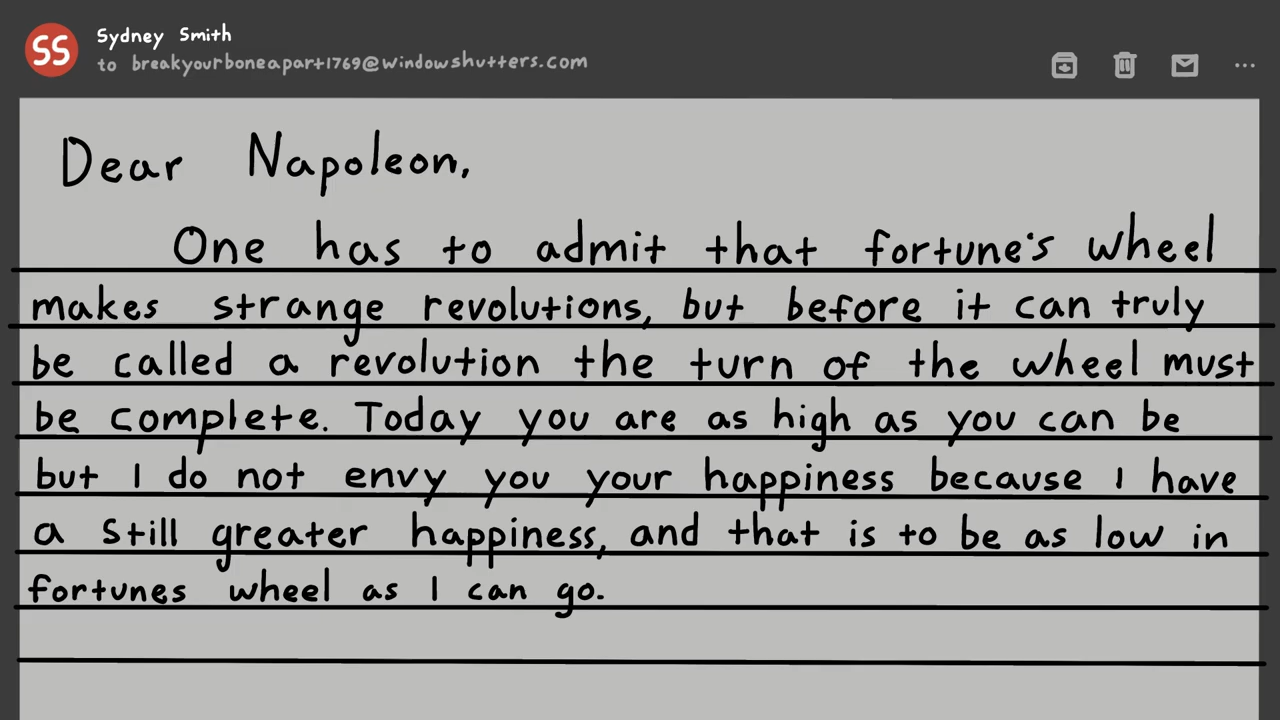 SS
Sydney Smith
to breakyourboneapart1769@windowshutters.com
Dear Napoleon,
One has to admit that fortune's wheel
makes strange revolutions, but before it can truly
be called a revolution the turn of the wheel must
be complete. Today you are as high as you can be
but I do not envy you your happiness because I have
a still greater happiness, and that is to be as low in
fortunes wheel as I can go.